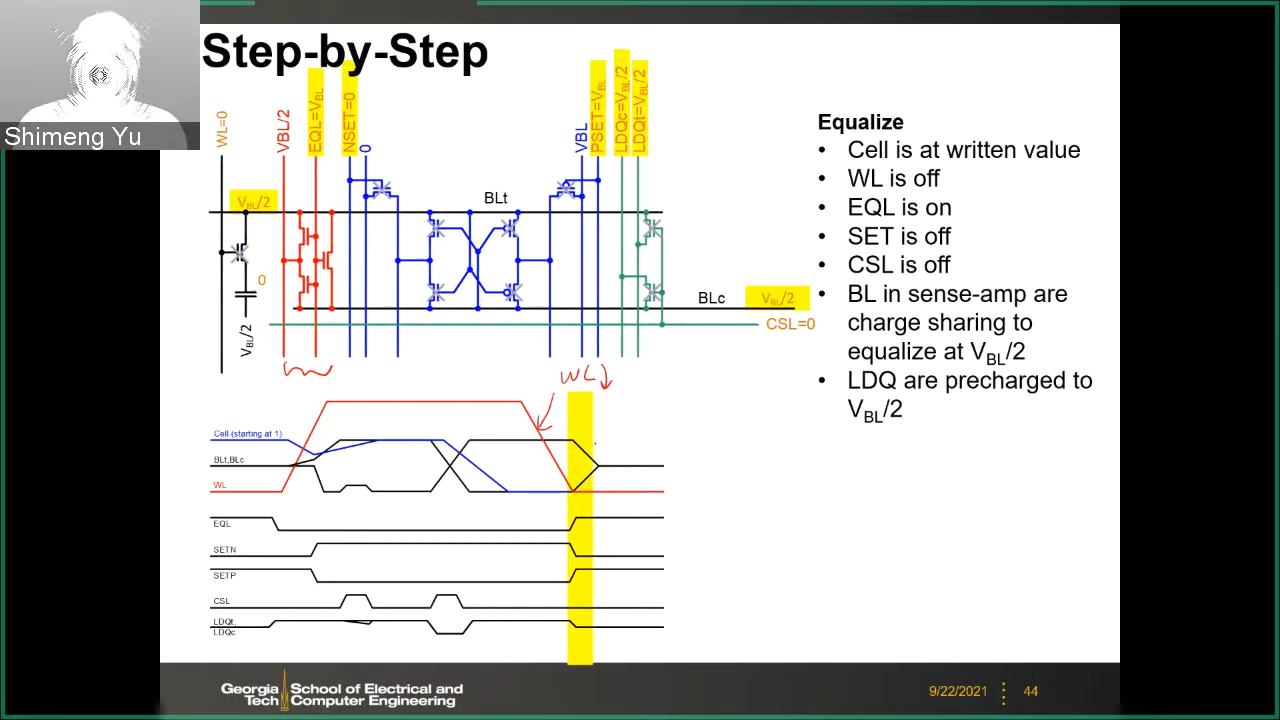 Step-by-Step
Shimeng Yu
WL=0
VBL/2
EQL=VBL
NSET=0
0
VBL
PSET=VBL
LDQc=VBL/2
LDQt=VBL/2
VBL/2
BLt
0
VBL/2
BLc
VBL/2
CSL=0
WL↓
Cell (starting at 1)
BLt,BLc
WL
EQL
SETN
SETP
CSL
LDQt,
LDQc
Equalize
• Cell is at written value
• WL is off
• EQL is on
• SET is off
• CSL is off
• BL in sense-amp are
charge sharing to
equalize at VBL/2
• LDQ are precharged to
VBL/2
Georgia Tech School of Electrical and Computer Engineering
9/22/2021
44